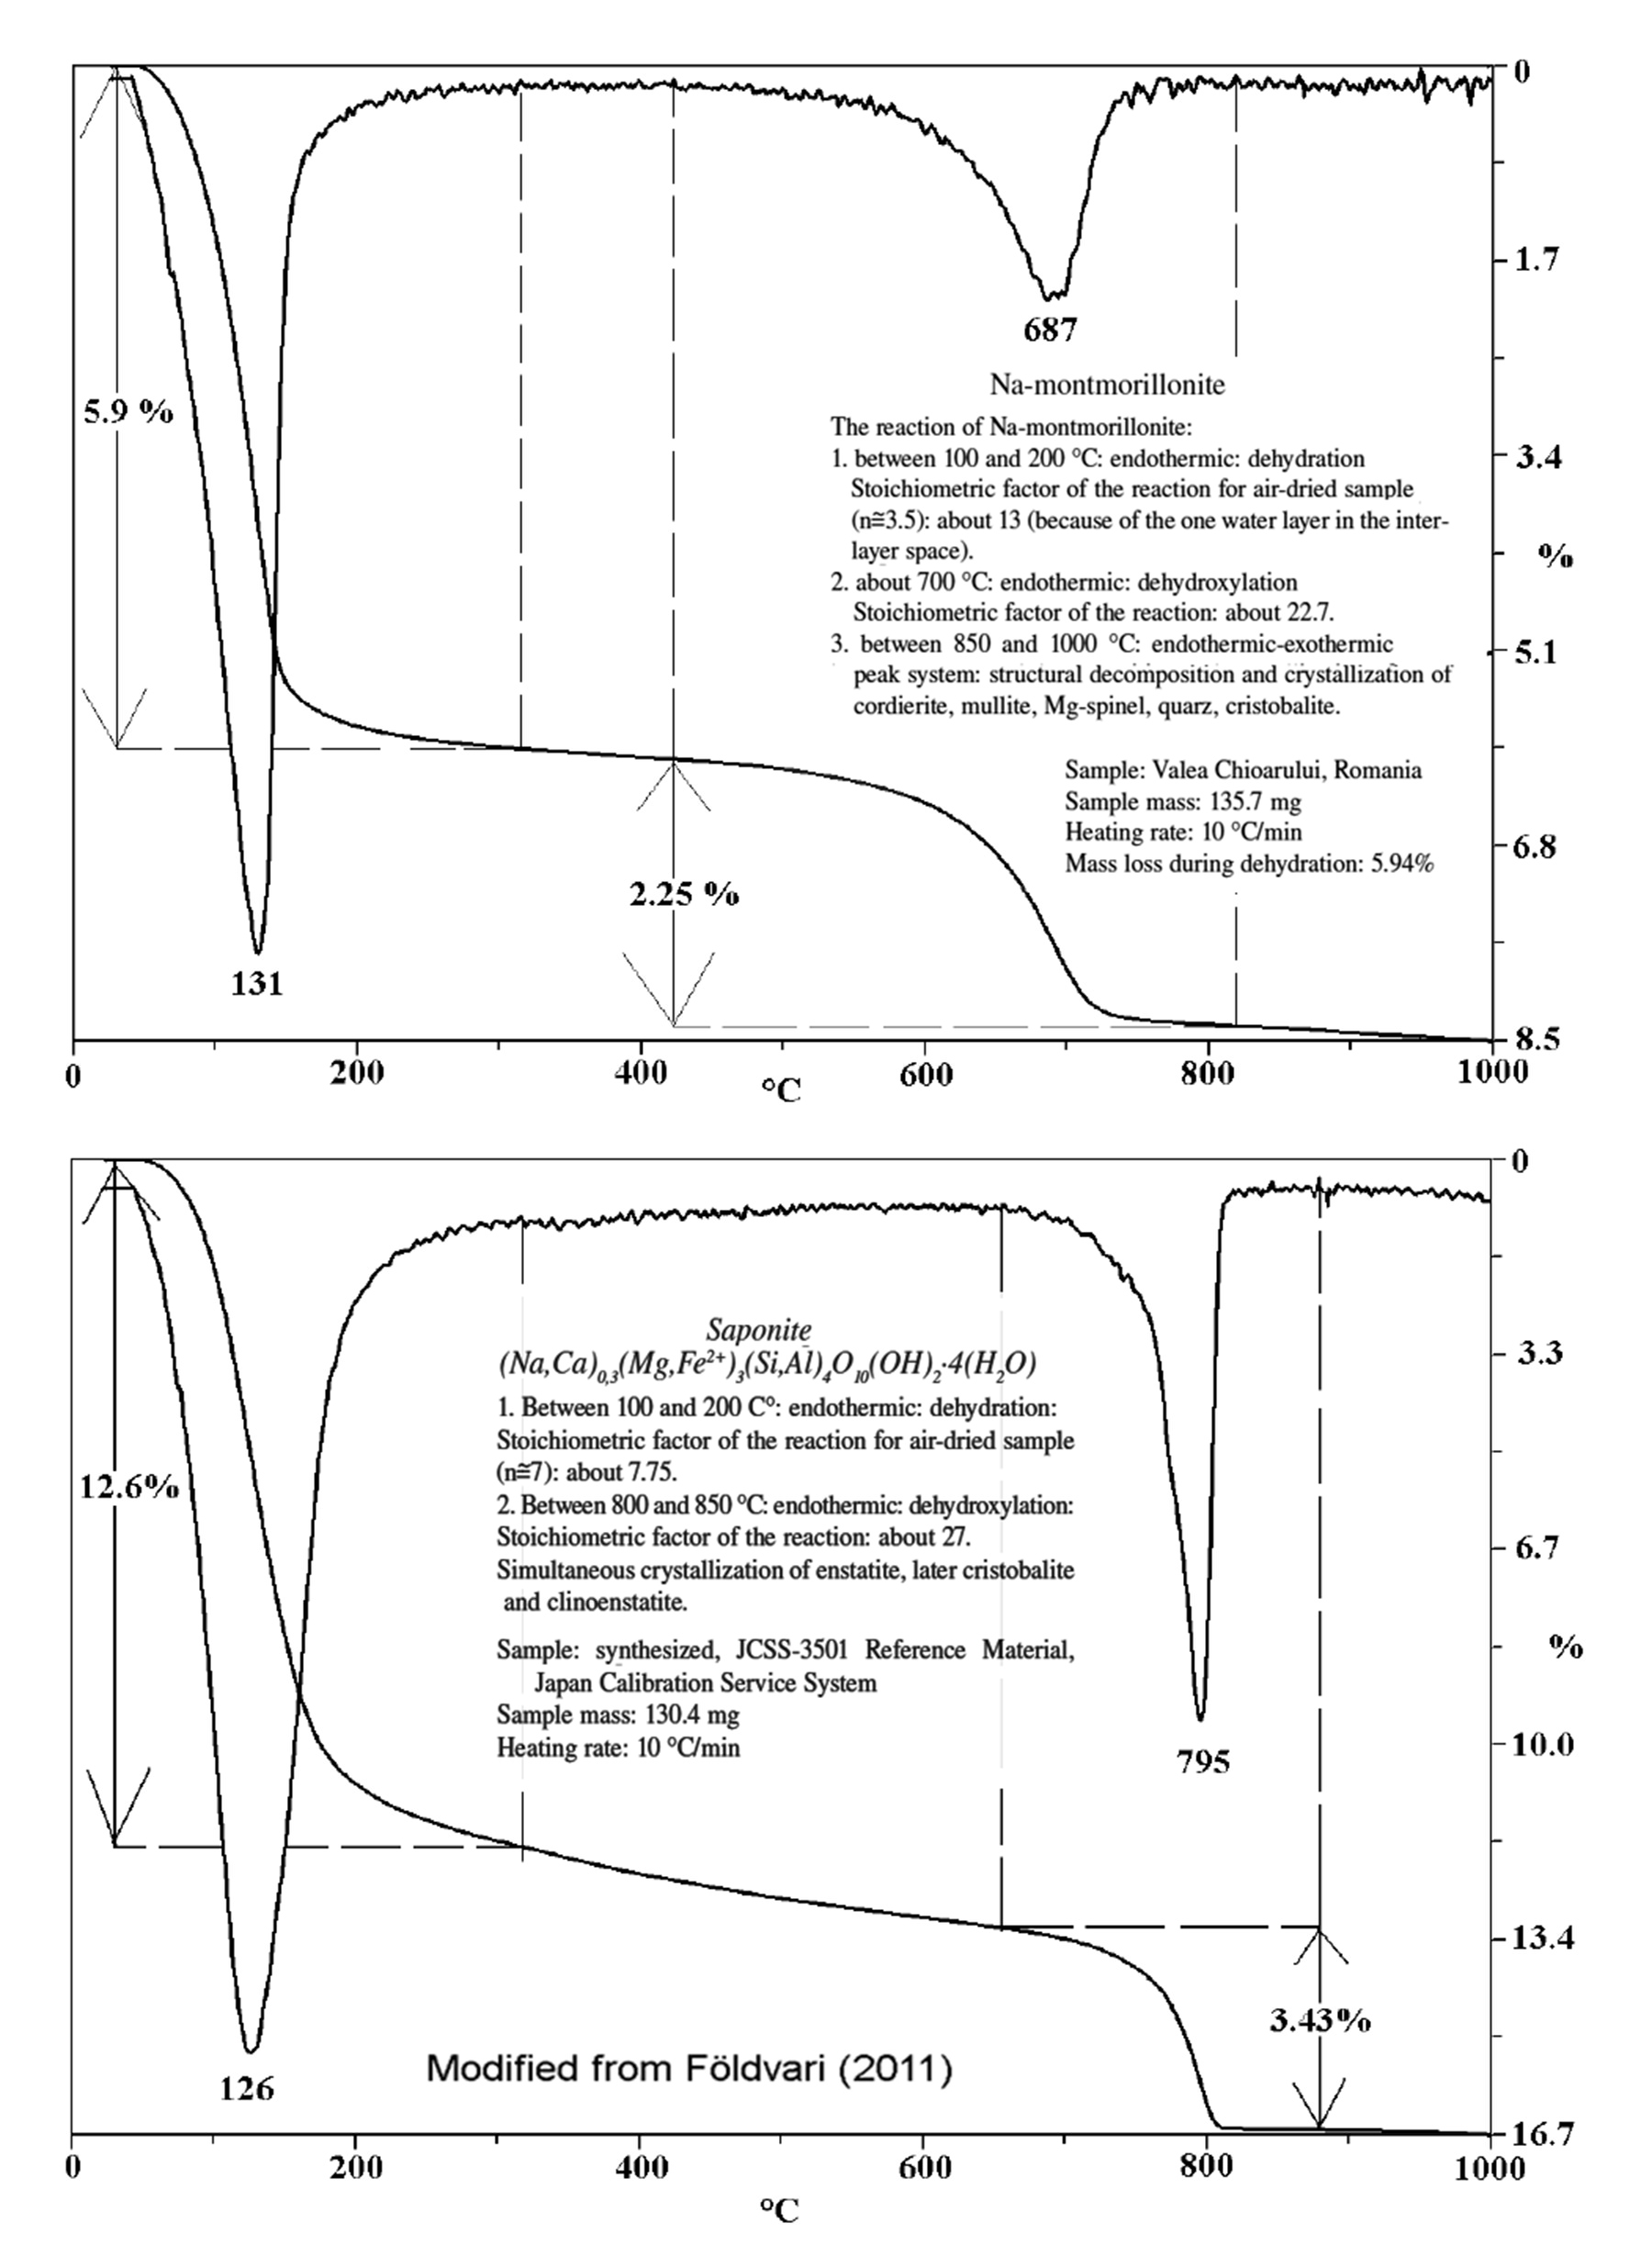 0
1.7
687
Na-montmorillonite
5.9 %
The reaction of Na-montmorillonite:
1. between 100 and 200 °C: endothermic: dehydration
3.4
Stoichiometric factor of the reaction for air-dried sample
(n≅3.5): about 13 (because of the one water layer in the inter-
layer space).
%
2. about 700 °C: endothermic: dehydroxylation
Stoichiometric factor of the reaction: about 22.7.
3. between 850 and 1000 °C: endothermic-exothermic
5.1
peak system: structural decomposition and crystallization of
cordierite, mullite, Mg-spinel, quarz, cristobalite.
Sample: Valea Chioarului, Romania
Sample mass: 135.7 mg
Heating rate: 10 °C/min
6.8
Mass loss during dehydration: 5.94%
2.25 %
131
8.5
0 200 400 600 800 1000
°C
0
Saponite
3.3
(Na,Ca)0,3(Mg,Fe2+)3(Si,Al)4O10(OH)2·4(H2O)
1. Between 100 and 200 C°: endothermic: dehydration:
Stoichiometric factor of the reaction for air-dried sample
(n≅7): about 7.75.
12.6%
2. Between 800 and 850 °C: endothermic: dehydroxylation:
Stoichiometric factor of the reaction: about 27.
6.7
Simultaneous crystallization of enstatite, later cristobalite
and clinoenstatite.
%
Sample: synthesized, JCSS-3501 Reference Material,
Japan Calibration Service System
Sample mass: 130.4 mg
Heating rate: 10 °C/min
10.0
795
13.4
3.43%
Modified from Földvari (2011)
126
16.7
0 200 400 600 800 1000
°C